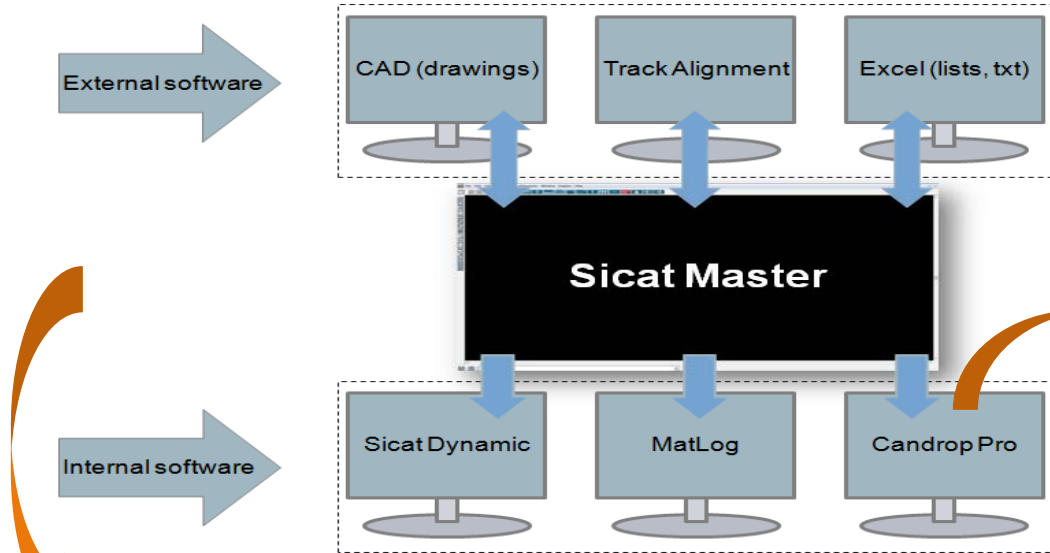 External software
CAD (drawings)
Track Alignment
Excel (lists, txt)
Sicat Master
Internal software
Sicat Dynamic
MatLog
Candrop Pro